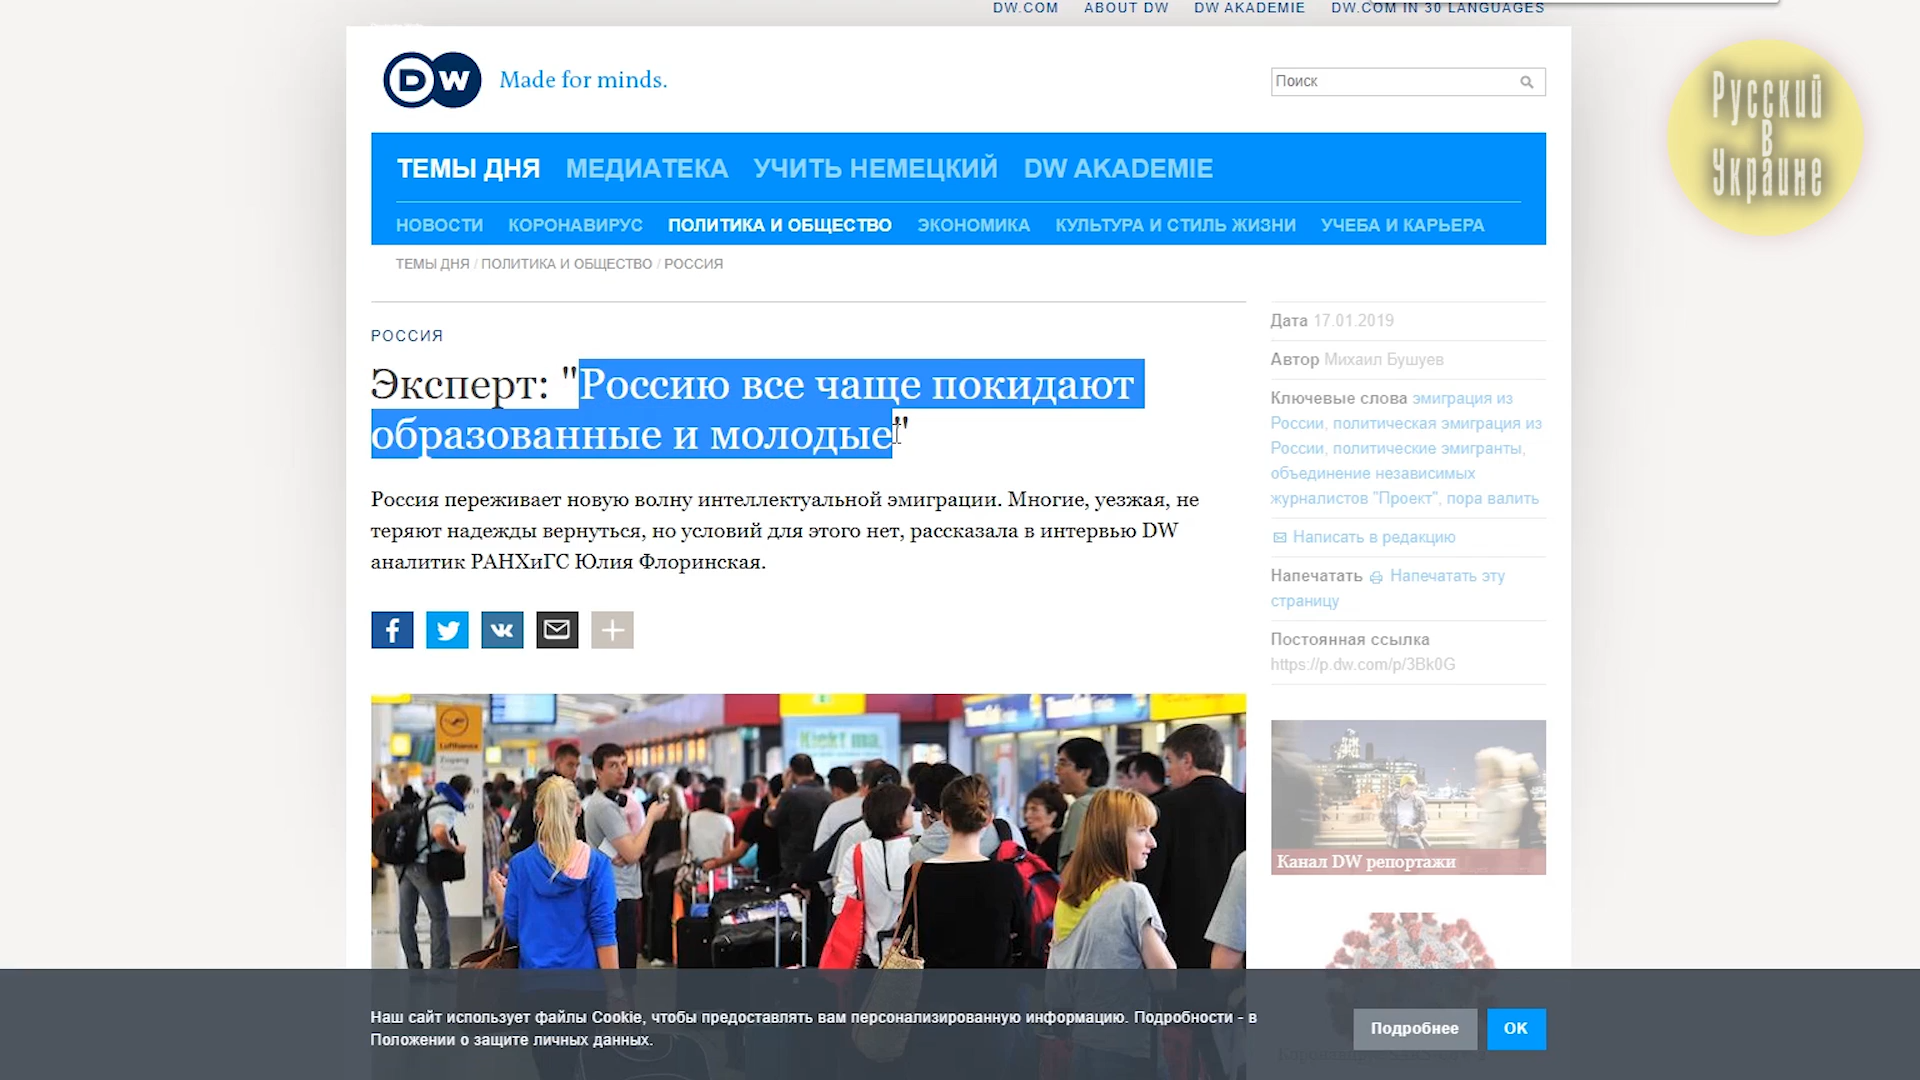 DW.COM ABOUT DW DW AKADEMIE DW.COM IN 30 LANGUAGES
DW Made for minds.
Поиск
Русский
в
Украине
ТЕМЫ ДНЯ МЕДИАТЕКА УЧИТЬ НЕМЕЦКИЙ DW AKADEMIE
НОВОСТИ КОРОНАВИРУС ПОЛИТИКА И ОБЩЕСТВО ЭКОНОМИКА КУЛЬТУРА И СТИЛЬ ЖИЗНИ УЧЕБА И КАРЬЕРА
ТЕМЫ ДНЯ / ПОЛИТИКА И ОБЩЕСТВО / РОССИЯ
РОССИЯ
Эксперт: "Россию все чаще покидают
образованные и молодые"
Россия переживает новую волну интеллектуальной эмиграции. Многие, уезжая, не
теряют надежды вернуться, но условий для этого нет, рассказала в интервью DW
аналитик РАНХиГС Юлия Флоринская.
Дата 17.01.2019
Автор Михаил Бушуев
Ключевые слова эмиграция из
России, политическая эмиграция из
России, политические эмигранты,
объединение независимых
журналистов "Проект", пора валить
Написать в редакцию
Напечатать Напечатать эту
страницу
Постоянная ссылка
https://p.dw.com/p/3Bk0G
Lufthansa
Zugang
Канал DW репортажи
Наш сайт использует файлы Cookie, чтобы предоставлять вам персонализированную информацию. Подробности - в
Положении о защите личных данных.
Подробнее OK